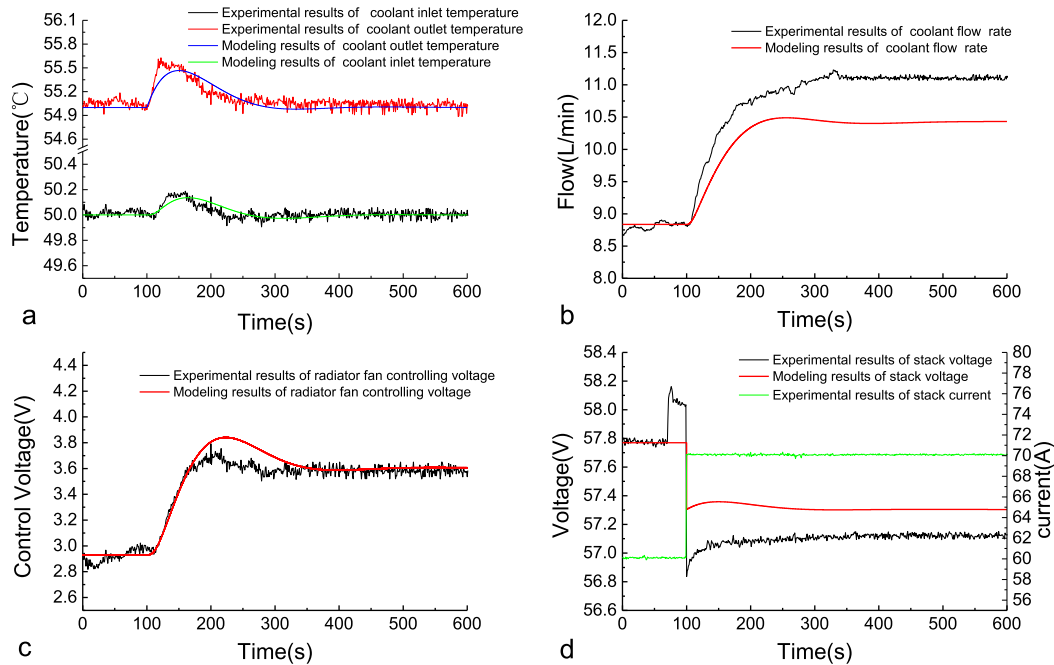 Experimental results of coolant inlet temperature
Experimental results of coolant outlet temperature
Modeling results of coolant outlet temperature
Modeling results of coolant inlet temperature
56.1
55.8
55.5
55.2
54.9
54.6
50.4
50.2
50.0
49.8
49.6
Temperature(℃)
0 100 200 300 400 500 600
Time(s)
a
Experimental results of coolant flow rate
Modeling results of coolant flow rate
12.0
11.5
11.0
10.5
10.0
9.5
9.0
8.5
8.0
Flow(L/min)
0 100 200 300 400 500 600
Time(s)
b
Experimental results of radiator fan controlling voltage
Modeling results of radiator fan controlling voltage
4.4
4.2
4.0
3.8
3.6
3.4
3.2
3.0
2.8
2.6
Control Voltage(V)
0 100 200 300 400 500 600
Time(s)
c
Experimental results of stack voltage
Modeling results of stack voltage
Experimental results of stack current
58.4
58.2
58.0
57.8
57.6
57.4
57.2
57.0
56.8
56.6
Voltage(V)
80
78
76
74
72
70
68
66
64
62
60
58
56
current(A)
0 100 200 300 400 500 600
Time(s)
d